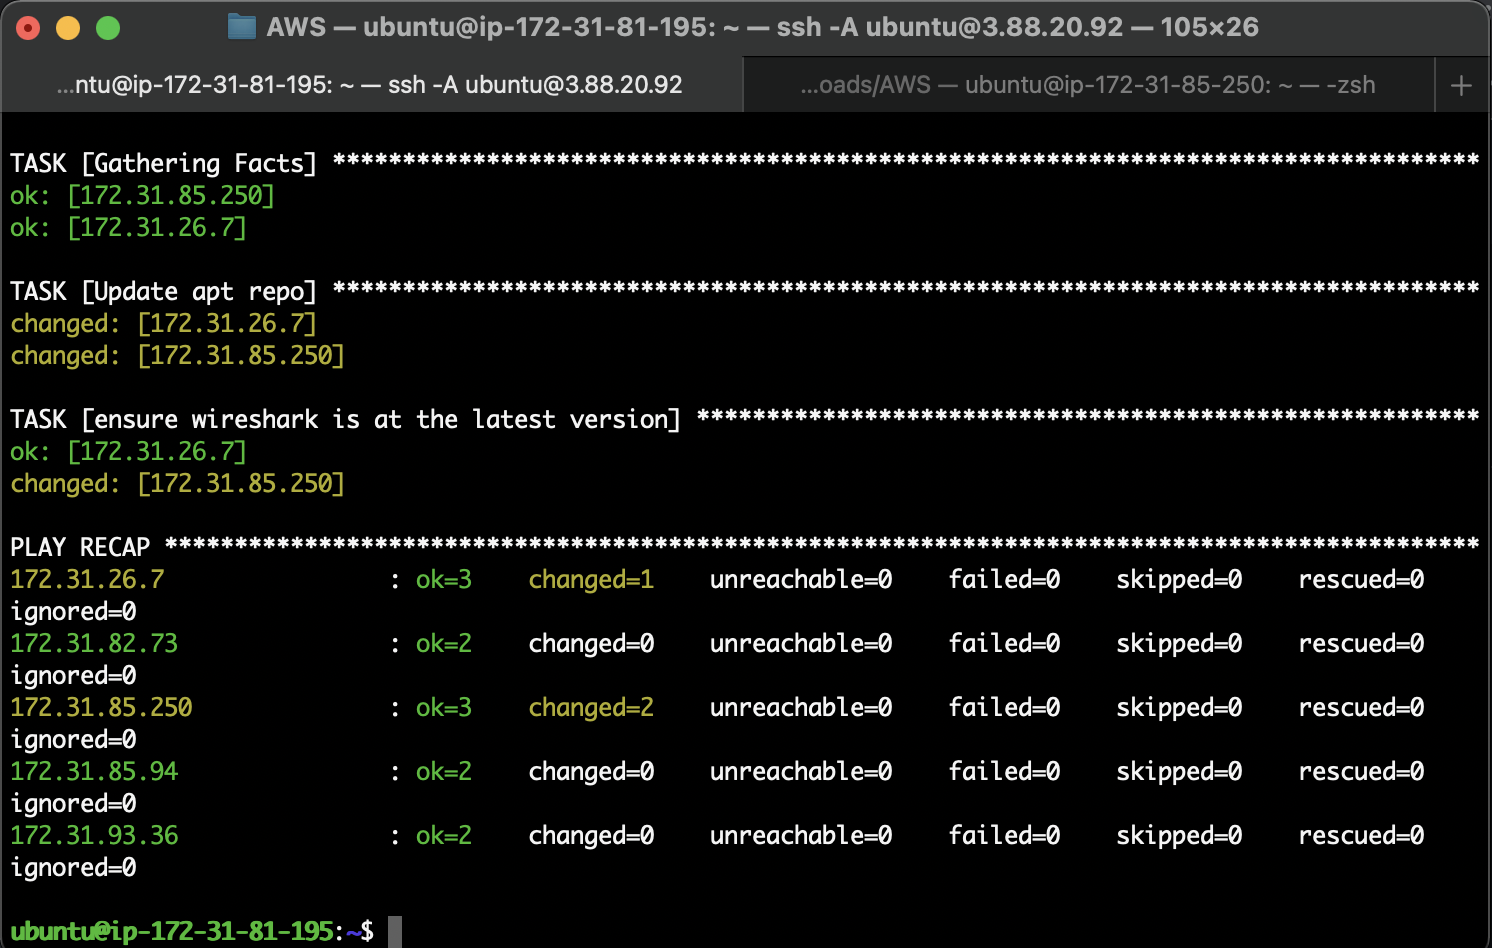 AWS — ubuntu@ip-172-31-81-195: ~ — ssh -A ubuntu@3.88.20.92 — 105×26
...ntu@ip-172-31-81-195: ~ — ssh -A ubuntu@3.88.20.92 ...oads/AWS — ubuntu@ip-172-31-85-250: ~ — -zsh +
TASK [Gathering Facts] **********************************************************************************
ok: [172.31.85.250]
ok: [172.31.26.7]
TASK [Update apt repo] **********************************************************************************
changed: [172.31.26.7]
changed: [172.31.85.250]
TASK [ensure wireshark is at the latest version] ********************************************************
ok: [172.31.26.7]
changed: [172.31.85.250]
PLAY RECAP **********************************************************************************************
172.31.26.7 : ok=3 changed=1 unreachable=0 failed=0 skipped=0 rescued=0
ignored=0
172.31.82.73 : ok=2 changed=0 unreachable=0 failed=0 skipped=0 rescued=0
ignored=0
172.31.85.250 : ok=3 changed=2 unreachable=0 failed=0 skipped=0 rescued=0
ignored=0
172.31.85.94 : ok=2 changed=0 unreachable=0 failed=0 skipped=0 rescued=0
ignored=0
172.31.93.36 : ok=2 changed=0 unreachable=0 failed=0 skipped=0 rescued=0
ignored=0
ubuntu@ip-172-31-81-195:~$